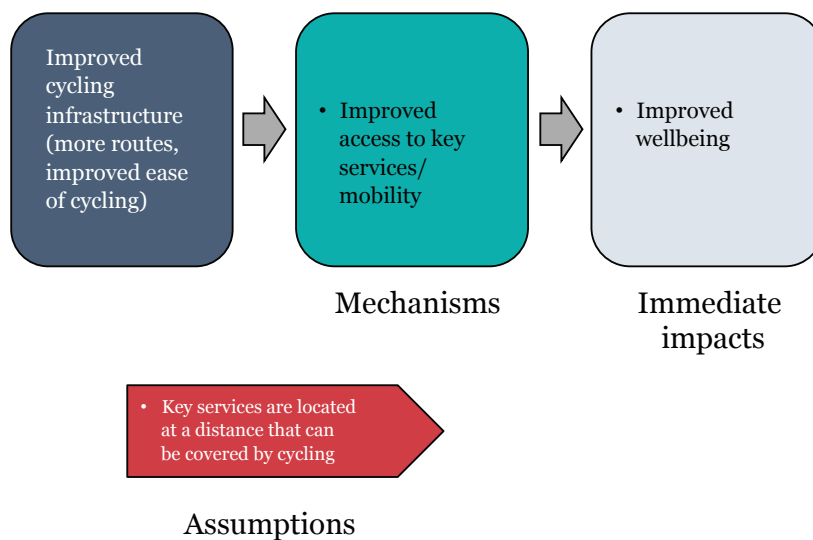 Improved
cycling
infrastructure
(more routes,
improved ease
of cycling)
• Improved
access to key
services/
mobility
• Improved
wellbeing
Mechanisms
Immediate
impacts
• Key services are located
at a distance that can
be covered by cycling
Assumptions